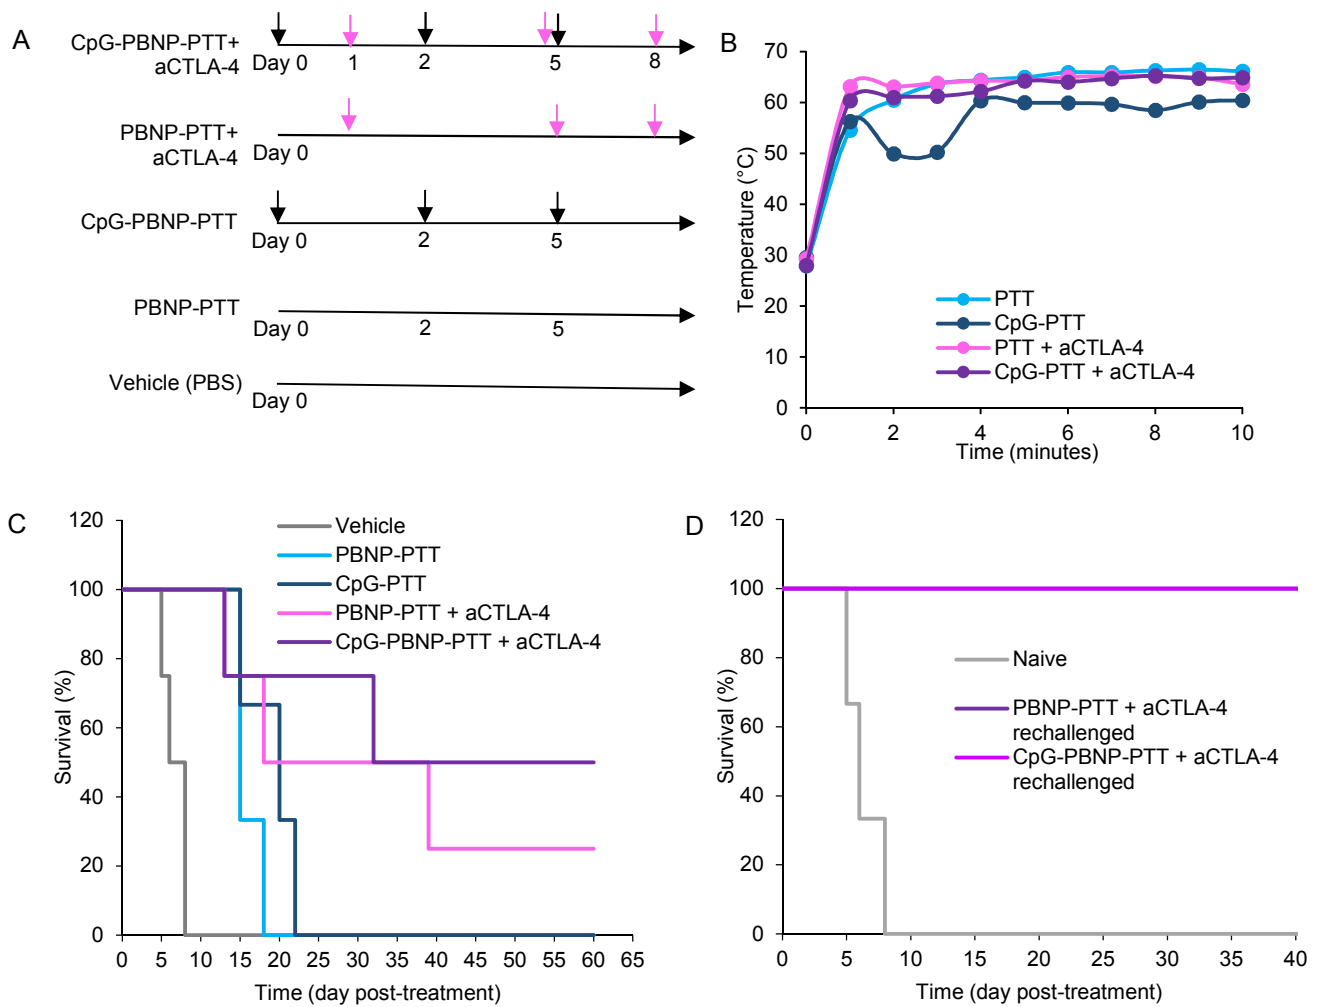 A
CpG-PBNP-PTT+
aCTLA-4
Day 0 1 2 5 8
PBNP-PTT+
aCTLA-4
Day 0
CpG-PBNP-PTT
Day 0 2 5
PBNP-PTT
Day 0 2 5
Vehicle (PBS)
Day 0
B
70
60
50
40
30
20
10
0
Temperature (°C)
0 2 4 6 8 10
Time (minutes)
PTT
CpG-PTT
PTT + aCTLA-4
CpG-PTT + aCTLA-4
C
120
100
80
60
40
20
0
Survival (%)
0 5 10 15 20 25 30 35 40 45 50 55 60 65
Time (day post-treatment)
Vehicle
PBNP-PTT
CpG-PTT
PBNP-PTT + aCTLA-4
CpG-PBNP-PTT + aCTLA-4
D
120
100
80
60
40
20
0
Survival (%)
0 5 10 15 20 25 30 35 40
Time (day post-treatment)
Naive
PBNP-PTT + aCTLA-4
rechallenged
CpG-PBNP-PTT + aCTLA-4
rechallenged